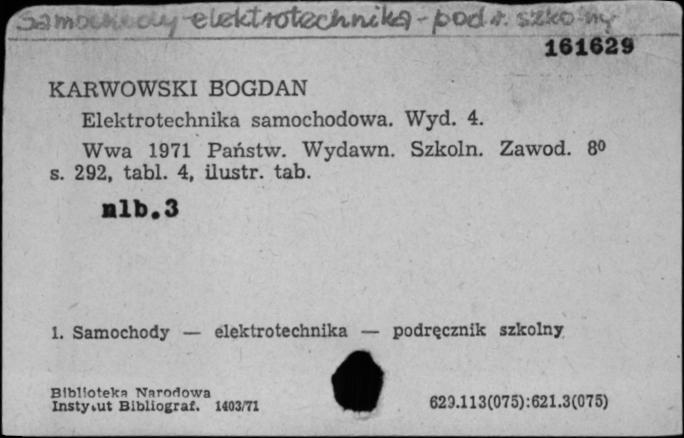 Samochody - elektrotechnika - podr. szkolny
161629
KARWOWSKI BOGDAN
Elektrotechnika samochodowa. Wyd. 4.
Wwa 1971 Państw. Wydawn. Szkoln. Zawod. 8⁰
s. 292, tabl. 4, ilustr. tab.
nlb.3
1. Samochody — elektrotechnika — podręcznik szkolny
Biblioteka Narodowa
Instytut Bibliograf. 1403/71
629.113(075):621.3(075)